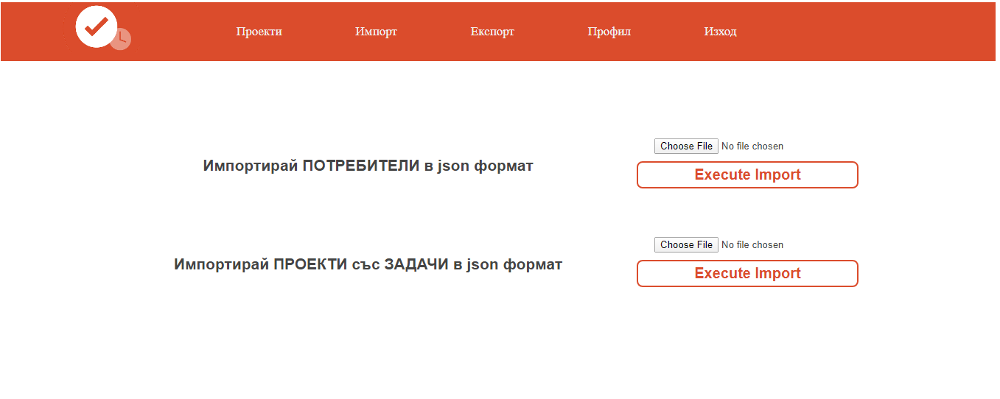 Проекти Импорт Експорт Профил Изход
Choose File No file chosen
Импортирай ПОТРЕБИТЕЛИ в json формат
Execute Import
Choose File No file chosen
Импортирай ПРОЕКТИ със ЗАДАЧИ в json формат
Execute Import